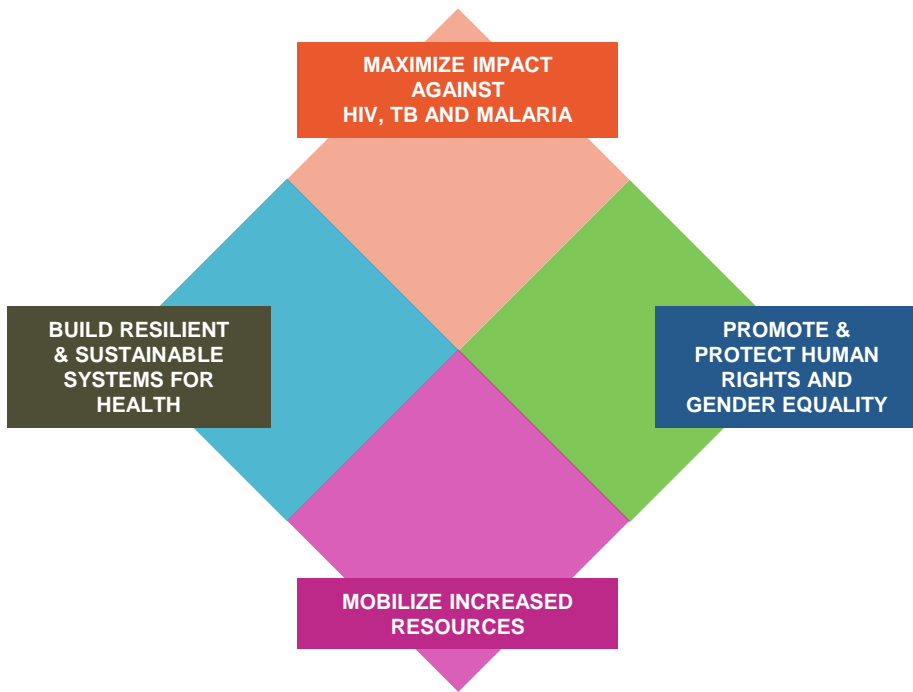 MAXIMIZE IMPACT
AGAINST
HIV, TB AND MALARIA
BUILD RESILIENT
& SUSTAINABLE
SYSTEMS FOR
HEALTH
PROMOTE &
PROTECT HUMAN
RIGHTS AND
GENDER EQUALITY
MOBILIZE INCREASED
RESOURCES